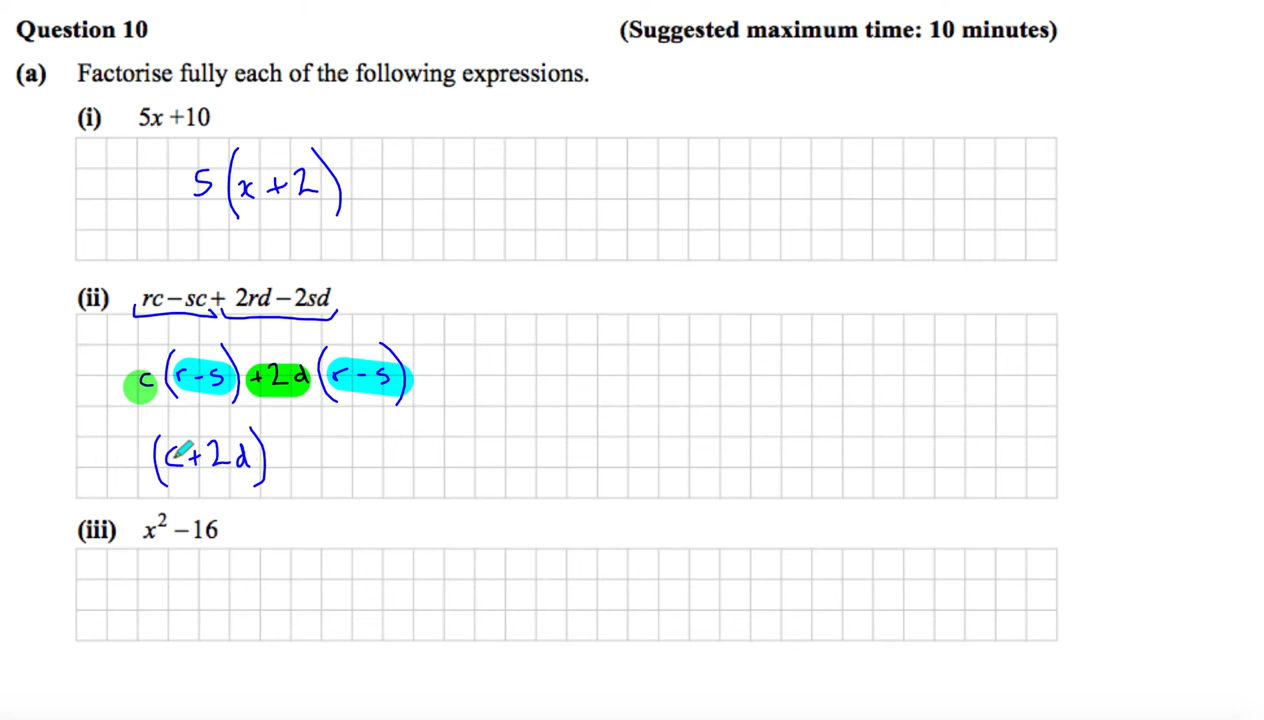 Question 10 (Suggested maximum time: 10 minutes)
(a) Factorise fully each of the following expressions.
(i) 5x +10
5(x+2)
(ii) rc – sc + 2rd – 2sd
c(r-s)+2d(r-s)
(c+2d)
(iii) x² – 16